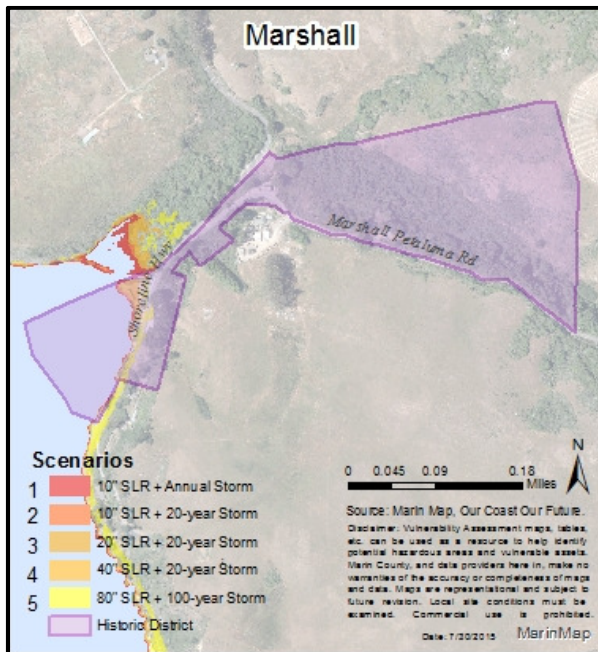 Marshall
Shoreline Hwy
Marshall Petaluma Rd
Scenarios
1 10" SLR + Annual Storm
2 10" SLR + 20-year Storm
3 20" SLR + 20-year Storm
4 40" SLR + 20-year Storm
5 80" SLR + 100-year Storm
Historic District
N
0 0.045 0.09 0.18
Miles
Source: Marin Map, Our Coast Our Future.
Disclaimer: Vulnerability Assessment maps, tables,
etc. can be used as a resource to help identify
potential hazardous areas and vulnerable assets.
Marin County, and data providers here in, make no
warranties of the accuracy or completeness of maps
and data. Maps are representational and subject to
future revision. Local site conditions must be
examined. Commercial use is prohibited.
Date: 7/30/2015 MarinMap